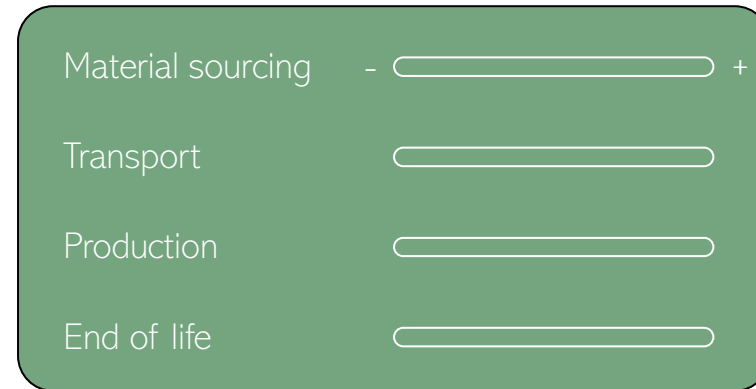 Material sourcing - +
Transport
Production
End of life